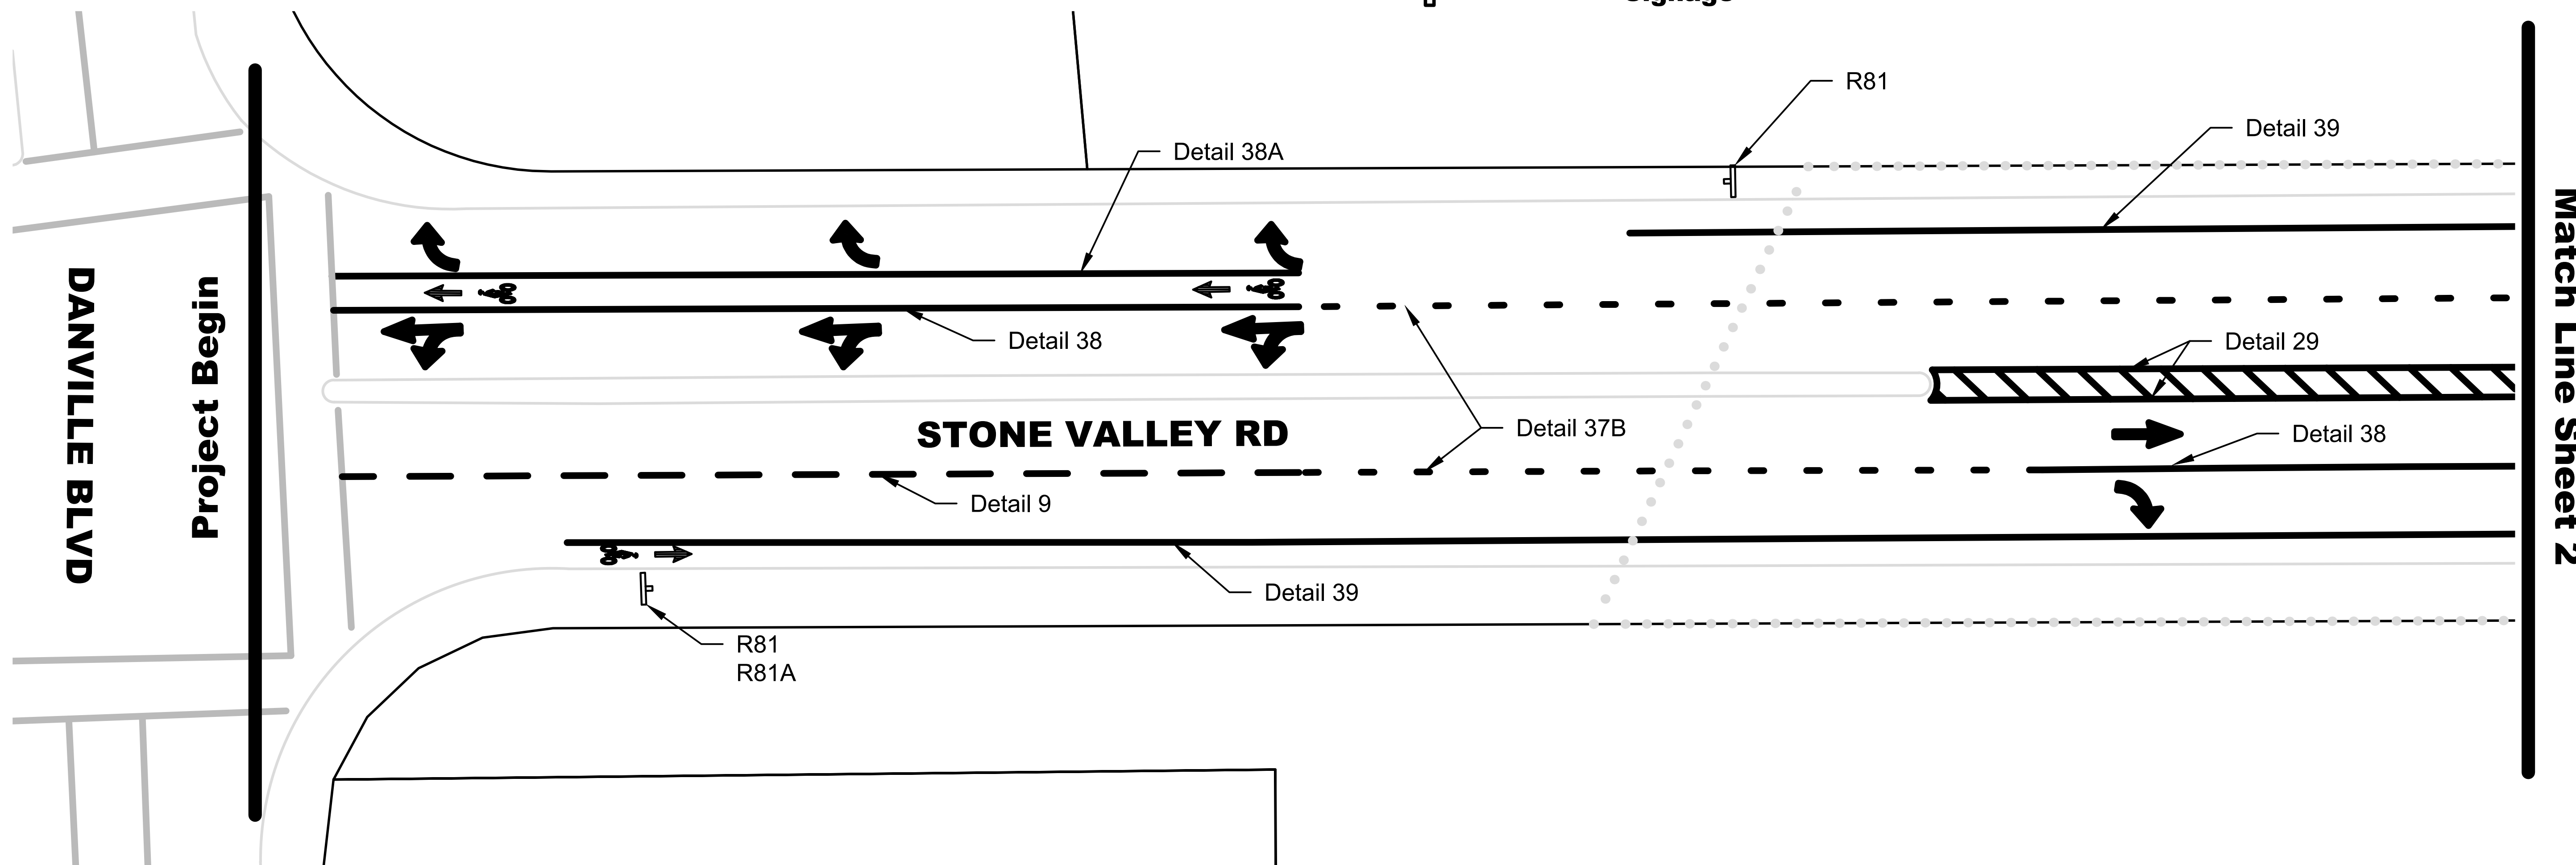 Signage
R81
Detail 39
Detail 38A
Detail 38
Detail 29
Detail 37B
STONE VALLEY RD
Detail 38
Detail 9
Detail 39
R81
R81A
DANVILLE BLVD
Project Begin
Match Line Sheet 2